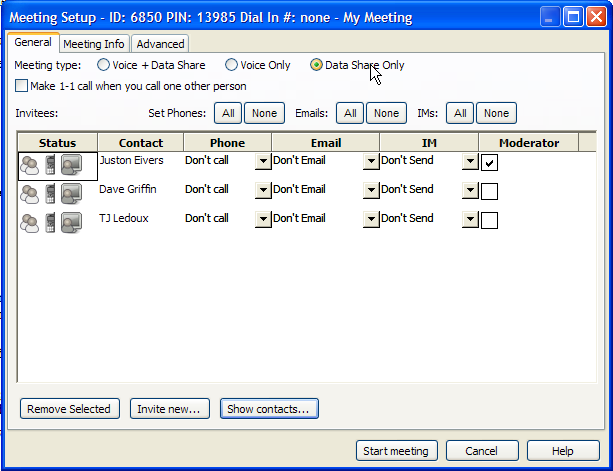 Meeting Setup - ID: 6850 PIN: 13985 Dial In #: none - My Meeting
General Meeting Info Advanced
Meeting type: Voice + Data Share Voice Only Data Share Only
Make 1-1 call when you call one other person
Invitees: Set Phones: All None Emails: All None IMs: All None
Status Contact Phone Email IM Moderator
Juston Eivers Don't call Don't Email Don't Send
Dave Griffin Don't call Don't Email Don't Send
TJ Ledoux Don't call Don't Email Don't Send
Remove Selected Invite new... Show contacts...
Start meeting Cancel Help